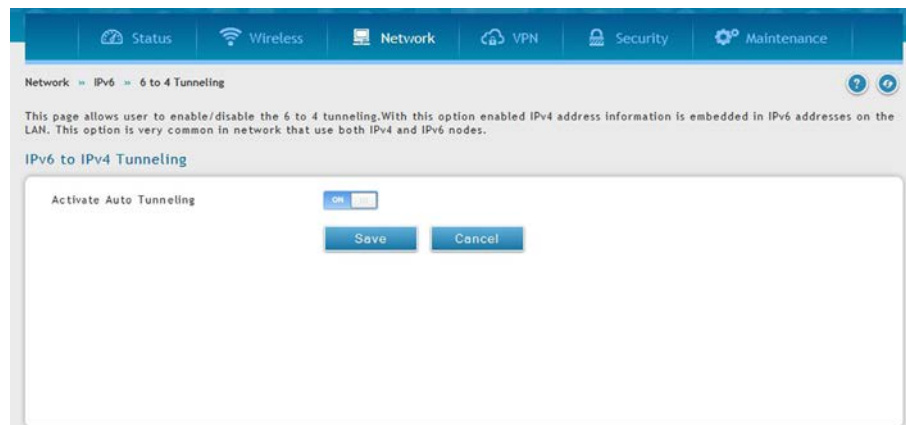 Status Wireless Network VPN Security Maintenance
Network » IPv6 » 6 to 4 Tunneling
This page allows user to enable/disable the 6 to 4 tunneling.With this option enabled IPv4 address information is embedded in IPv6 addresses on the
LAN. This option is very common in network that use both IPv4 and IPv6 nodes.
IPv6 to IPv4 Tunneling
Activate Auto Tunneling ON
Save Cancel